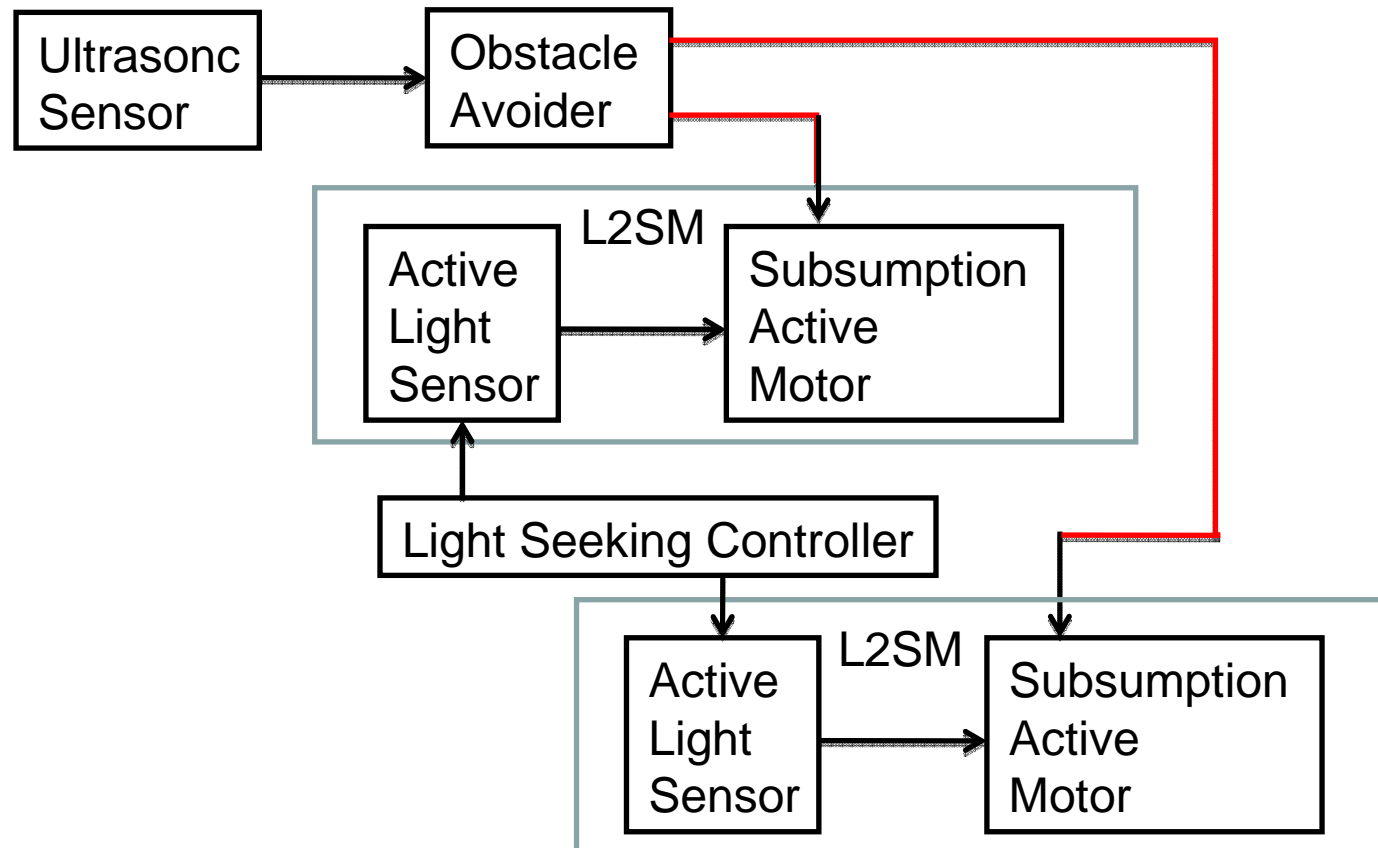 Ultrasonc
Sensor
Obstacle
Avoider
L2SM
Active
Light
Sensor
Subsumption
Active
Motor
Light Seeking Controller
L2SM
Active
Light
Sensor
Subsumption
Active
Motor